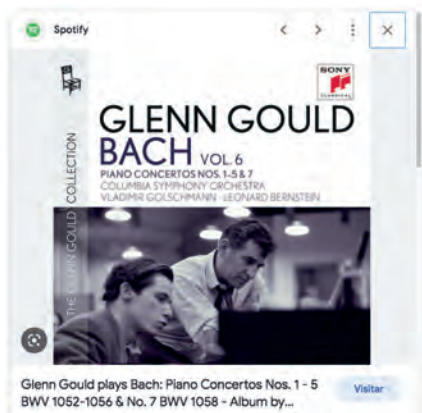 Spotify
SONY
CLASSICAL
GLENN GOULD
BACH VOL. 6
PIANO CONCERTOS NOS. 1-5 & 7
COLUMBIA SYMPHONY ORCHESTRA
VLADIMIR GOLSCHMANN · LEONARD BERNSTEIN
THE GLENN GOULD COLLECTION
Glenn Gould plays Bach: Piano Concertos Nos. 1 - 5
BWV 1052-1056 & No. 7 BWV 1058 - Album by...
Visitar